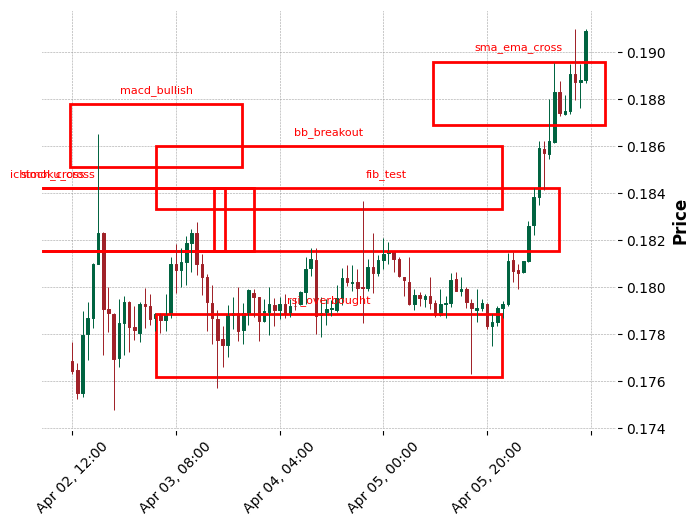 sma_ema_cross
macd_bullish
bb_breakout
fib_test
rsi_overbought
0.190
0.188
0.186
0.184
0.182
0.180
0.178
0.176
0.174
Price
Apr 02, 12:00
Apr 03, 08:00
Apr 04, 04:00
Apr 05, 00:00
Apr 05, 20:00